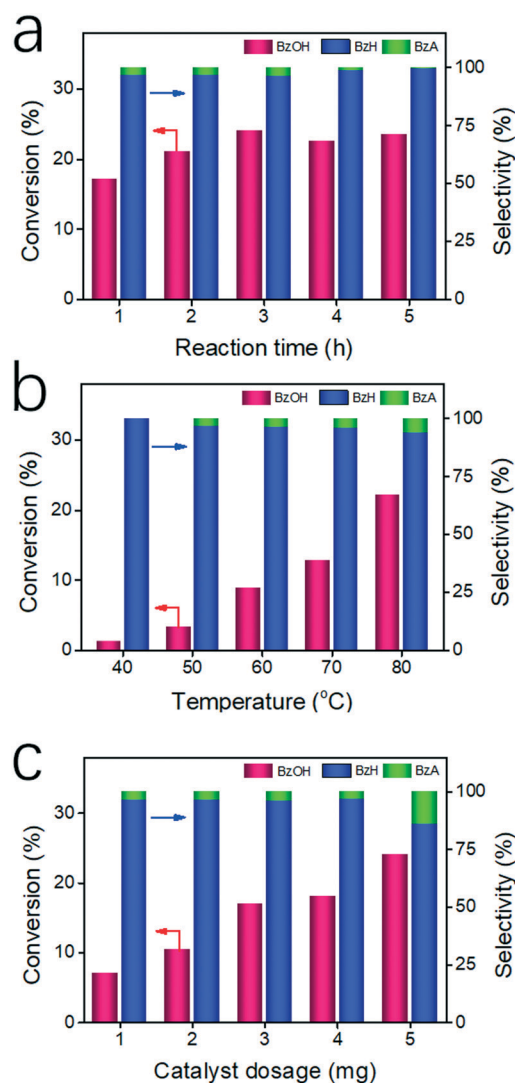 a
BzOH BzH BzA
Conversion (%)
Selectivity (%)
30
20
10
0
100
75
50
25
0
1 2 3 4 5
Reaction time (h)
b
BzOH BzH BzA
Conversion (%)
Selectivity (%)
30
20
10
0
100
75
50
25
0
40 50 60 70 80
Temperature (°C)
c
BzOH BzH BzA
Conversion (%)
Selectivity (%)
30
20
10
0
100
75
50
25
0
1 2 3 4 5
Catalyst dosage (mg)